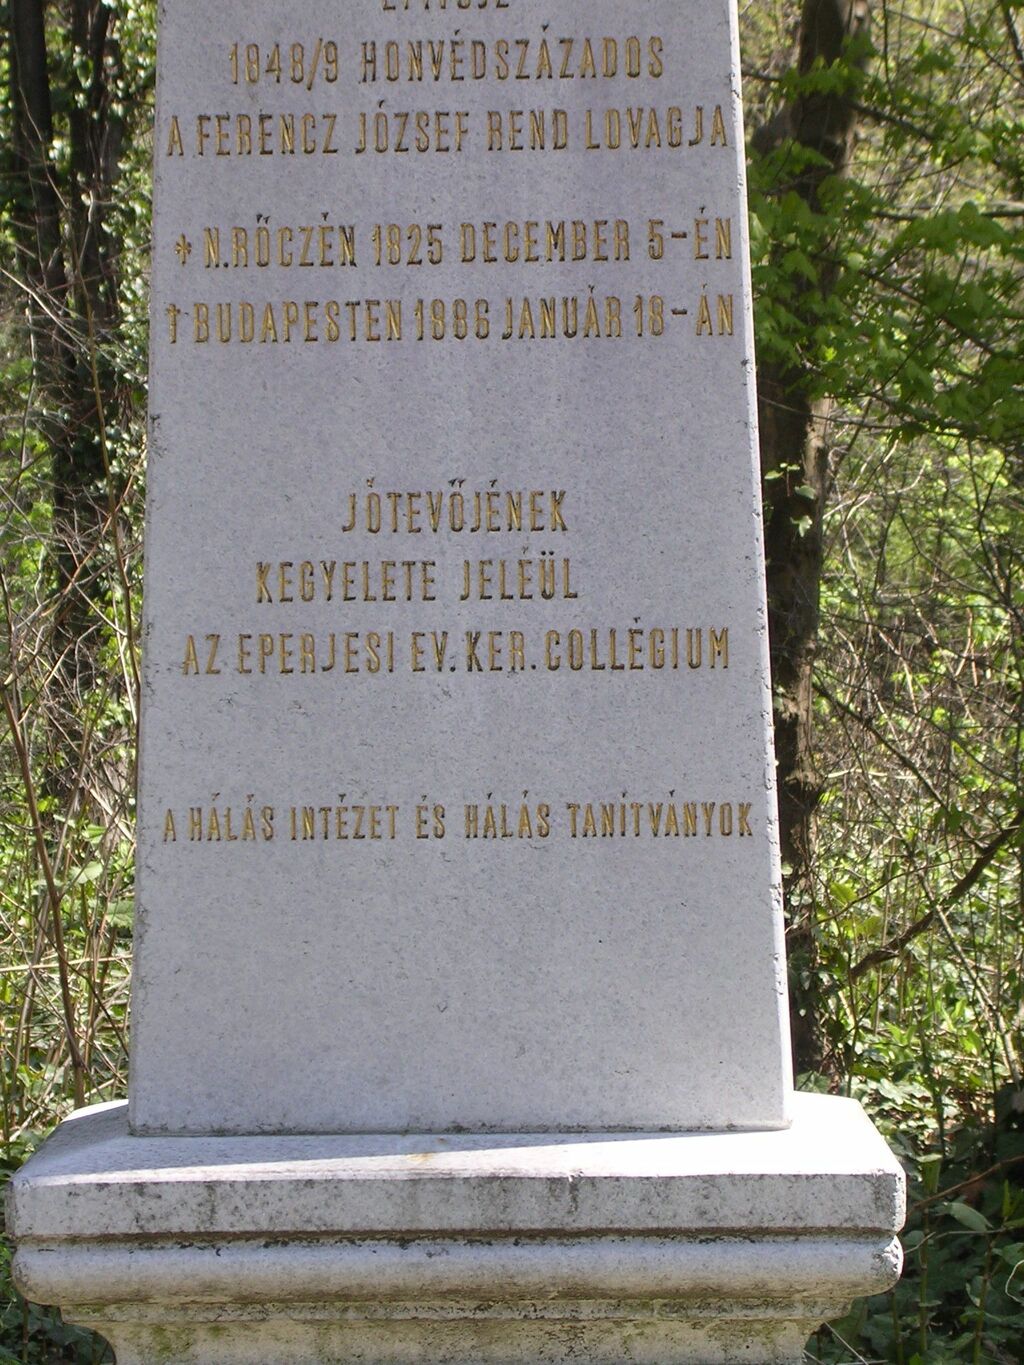 1848/9 HONVÉDSZÁZADOS
A FERENCZ JÓZSEF REND LOVAGJA
* N.RŐCZÉN 1825 DECEMBER 5-ÉN
† BUDAPESTEN 1886 JANUÁR 18-ÁN
JÓTEVŐJÉNEK
KEGYELETE JELÉÜL
AZ EPERJESI EV. KER. COLLÉGIUM
A HÁLÁS INTÉZET ÉS HÁLÁS TANÍTVÁNYOK